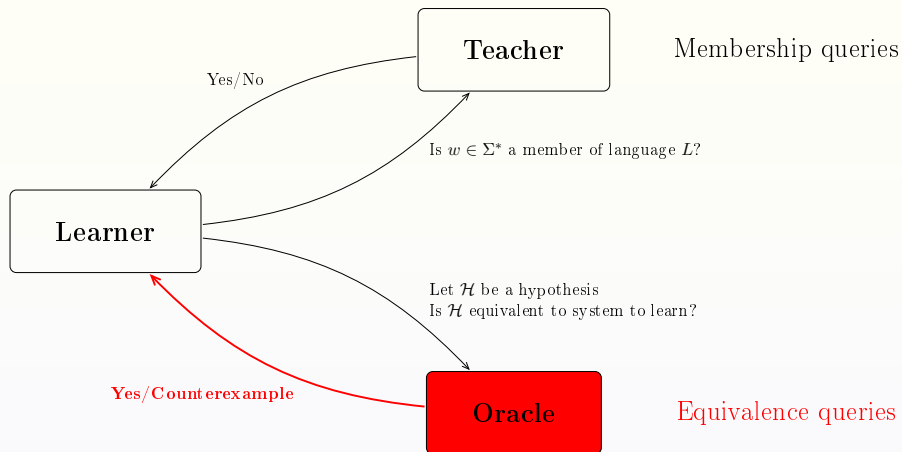 Teacher
Membership queries
Yes/No
Is w ∈ Σ* a member of language L?
Learner
Let ℋ be a hypothesis
Is ℋ equivalent to system to learn?
Yes/Counterexample
Oracle
Equivalence queries